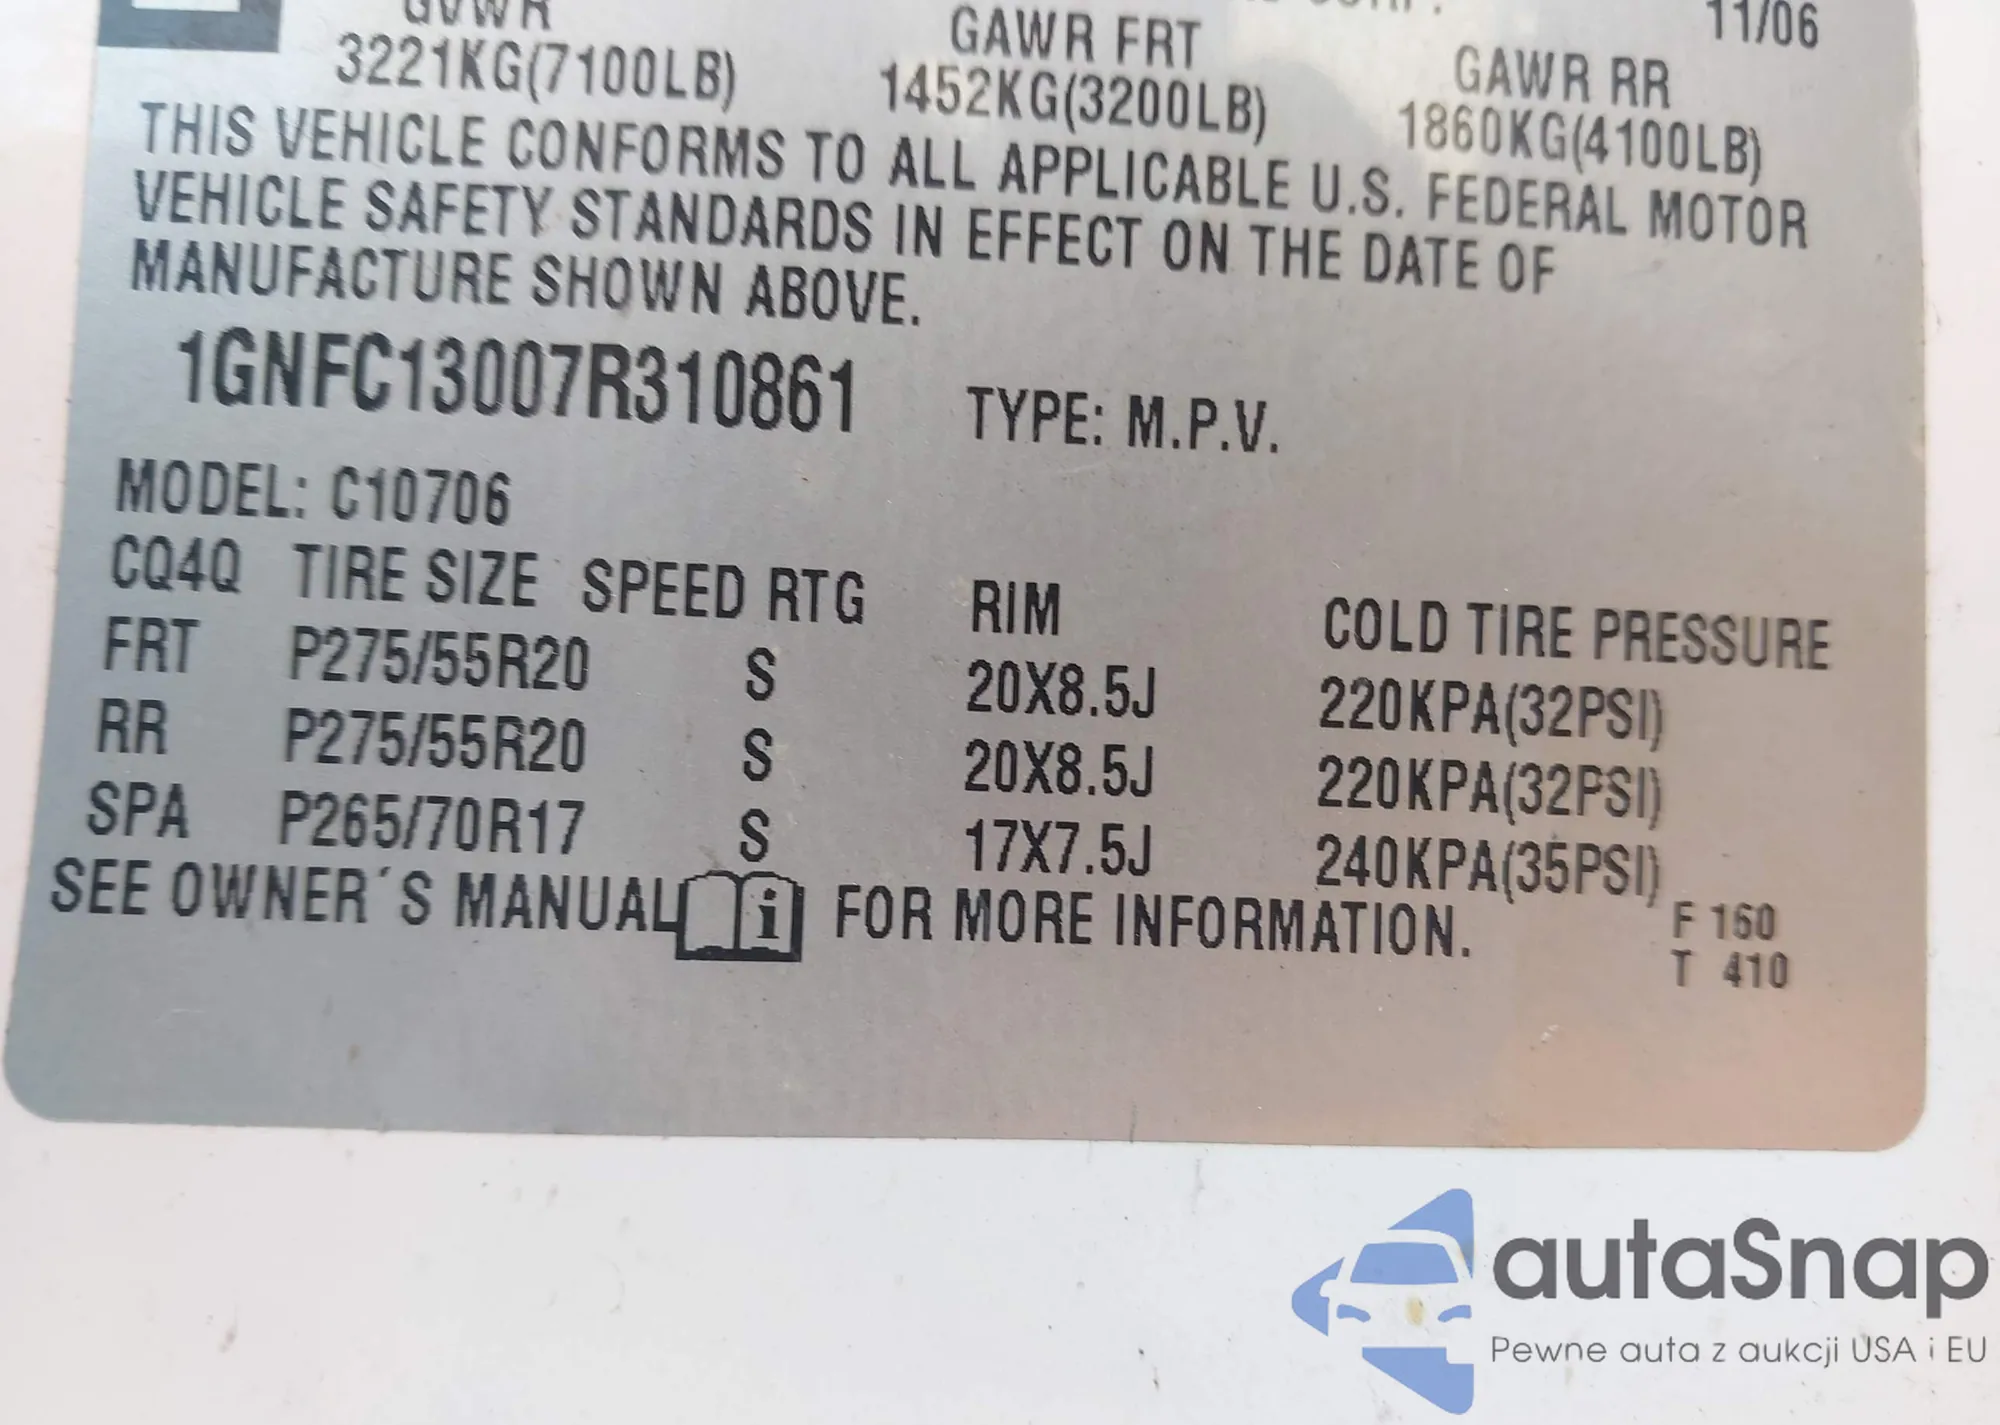 GVWR GAWR FRT GAWR RR 11/06
3221KG(7100LB) 1452KG(3200LB) 1860KG(4100LB)
THIS VEHICLE CONFORMS TO ALL APPLICABLE U.S. FEDERAL MOTOR
VEHICLE SAFETY STANDARDS IN EFFECT ON THE DATE OF
MANUFACTURE SHOWN ABOVE.
1GNFC13007R310861 TYPE: M.P.V.
MODEL: C10706
CQ4Q TIRE SIZE SPEED RTG RIM COLD TIRE PRESSURE
FRT P275/55R20 S 20X8.5J 220KPA(32PSI)
RR P275/55R20 S 20X8.5J 220KPA(32PSI)
SPA P265/70R17 S 17X7.5J 240KPA(35PSI)
SEE OWNER´S MANUAL i FOR MORE INFORMATION.
F 160
T 410
autaSnap
Pewne auta z aukcji USA i EU